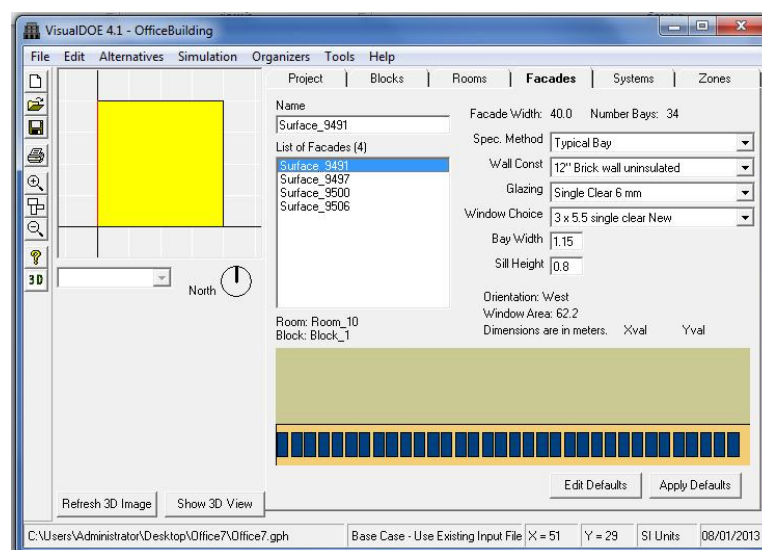 VisualDOE 4.1 - OfficeBuilding
File Edit Alternatives Simulation Organizers Tools Help
Project Blocks Rooms Facades Systems Zones
Name
Surface_9491
List of Facades (4)
Surface_9491
Surface_9497
Surface_9500
Surface_9506
Room: Room_10
Block: Block_1
Facade Width: 40.0 Number Bays: 34
Spec. Method Typical Bay
Wall Const 12" Brick wall uninsulated
Glazing Single Clear 6 mm
Window Choice 3 x 5.5 single clear New
Bay Width 1.15
Sill Height 0.8
Orientation: West
Window Area: 62.2
Dimensions are in meters. Xval Yval
3D
North
Edit Defaults Apply Defaults
Refresh 3D Image Show 3D View
C:\Users\Administrator\Desktop\Office7\Office7.gph Base Case - Use Existing Input File X = 51 Y = 29 SI Units 08/01/2013